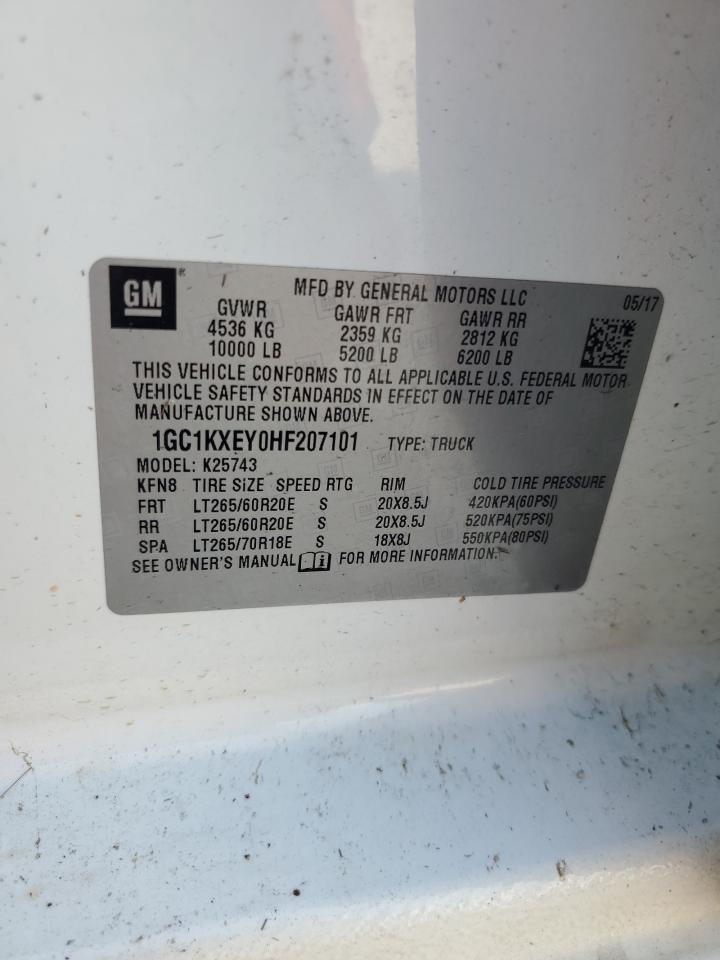 GM®
MFD BY GENERAL MOTORS LLC 05/17
GVWR GAWR FRT GAWR RR
4536 KG 2359 KG 2812 KG
10000 LB 5200 LB 6200 LB
THIS VEHICLE CONFORMS TO ALL APPLICABLE U.S. FEDERAL MOTOR
VEHICLE SAFETY STANDARDS IN EFFECT ON THE DATE OF
MANUFACTURE SHOWN ABOVE.
1GC1KXEY0HF207101 TYPE: TRUCK
MODEL: K25743
KFN8 TIRE SIZE SPEED RTG RIM COLD TIRE PRESSURE
FRT LT265/60R20E S 20X8.5J 420KPA(60PSI)
RR LT265/60R20E S 20X8.5J 520KPA(75PSI)
SPA LT265/70R18E S 18X8J 550KPA(80PSI)
SEE OWNER'S MANUAL i FOR MORE INFORMATION.